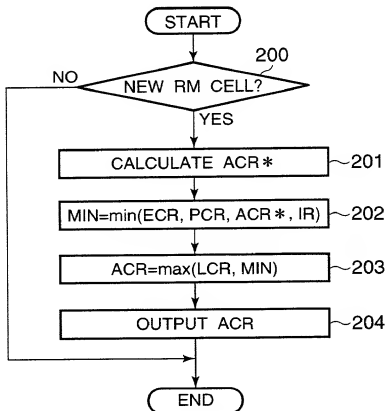 START
200
NO
NEW RM CELL?
YES
CALCULATE ACR* 201
MIN=min(ECR, PCR, ACR*, IR) 202
ACR=max(LCR, MIN) 203
OUTPUT ACR 204
END